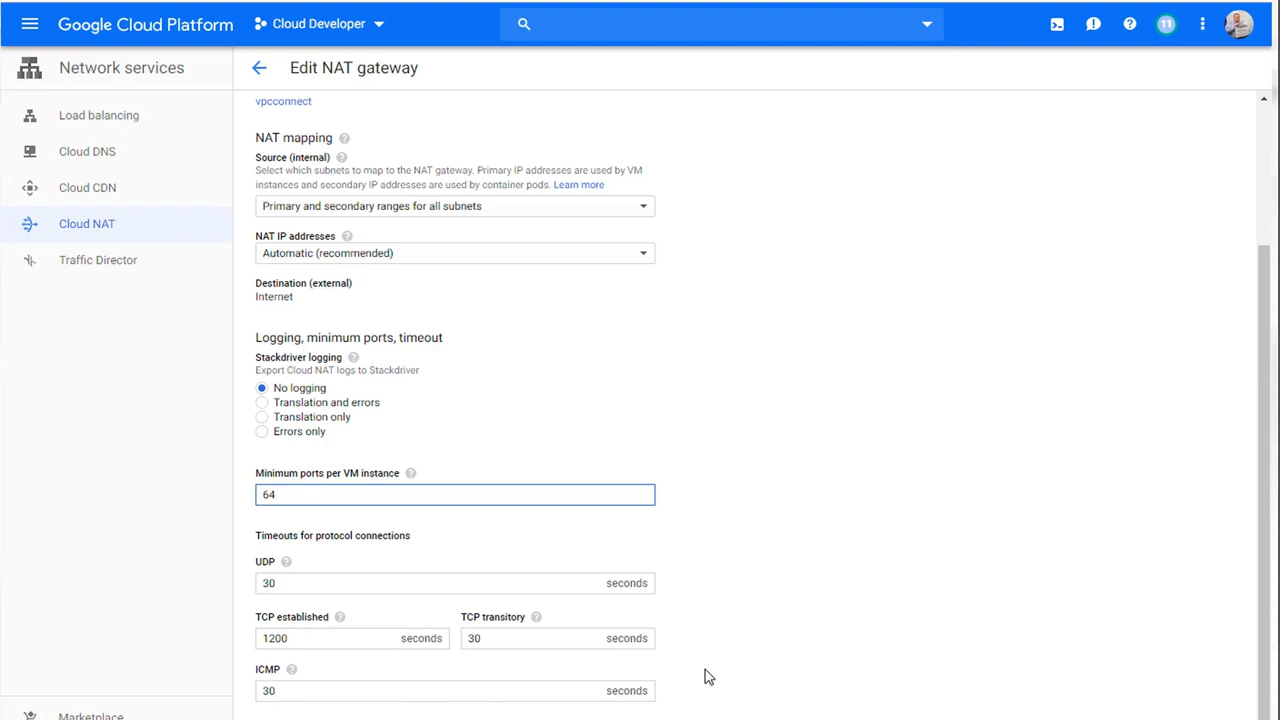 Google Cloud Platform
Cloud Developer
11
Network services
Edit NAT gateway
Load balancing
Cloud DNS
Cloud CDN
Cloud NAT
Traffic Director
Marketplace
vpcconnect
NAT mapping
Source (internal)
Select which subnets to map to the NAT gateway. Primary IP addresses are used by VM
instances and secondary IP addresses are used by container pods. Learn more
Primary and secondary ranges for all subnets
NAT IP addresses
Automatic (recommended)
Destination (external)
Internet
Logging, minimum ports, timeout
Stackdriver logging
Export Cloud NAT logs to Stackdriver
No logging
Translation and errors
Translation only
Errors only
Minimum ports per VM instance
64
Timeouts for protocol connections
UDP
30 seconds
TCP established TCP transitory
1200 seconds 30 seconds
ICMP
30 seconds